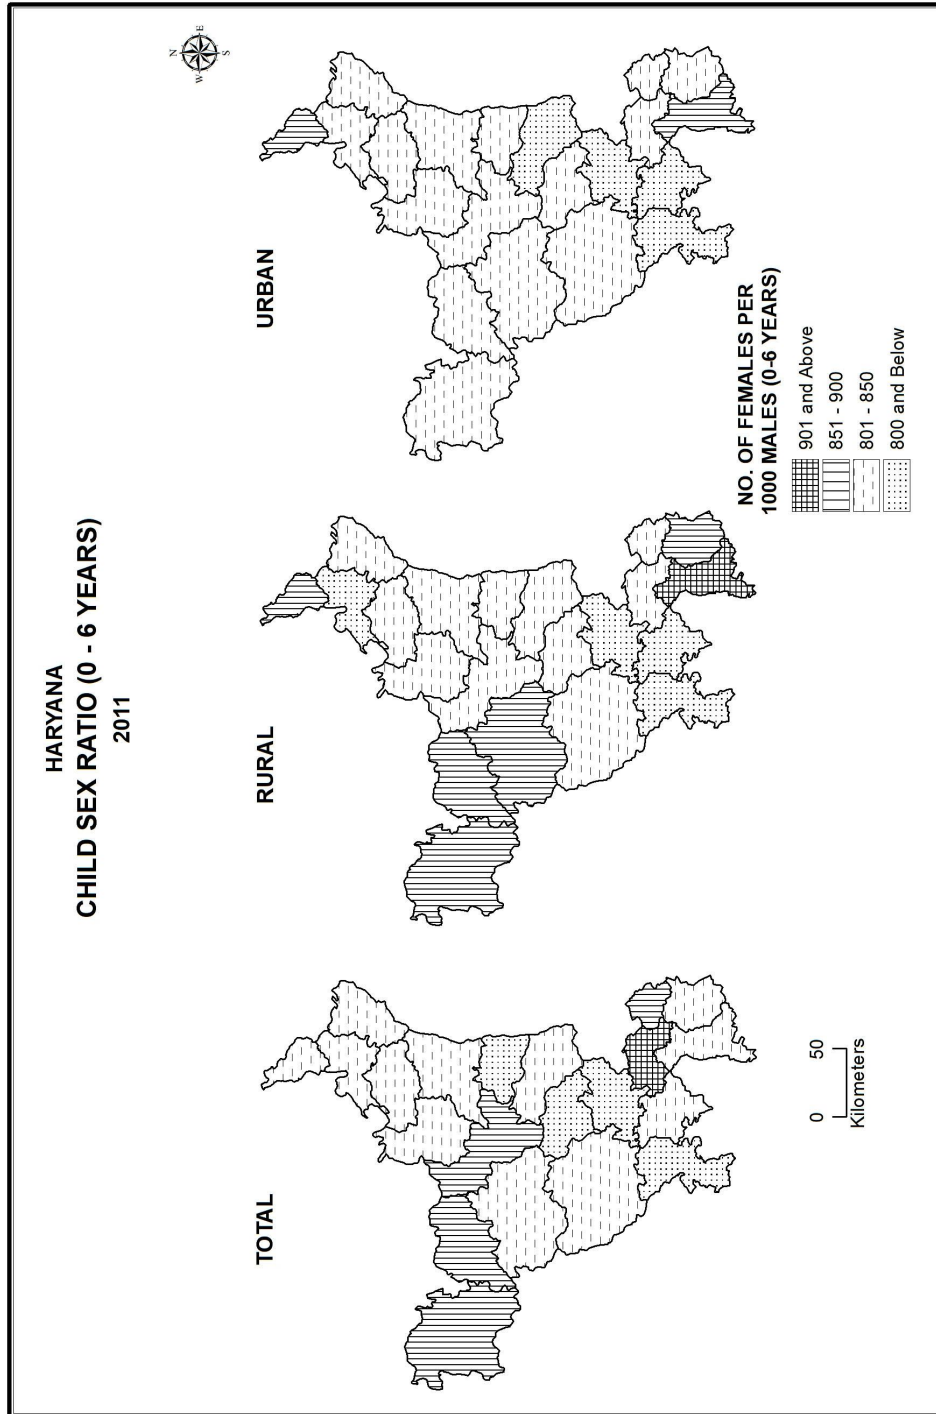 HARYANA
CHILD SEX RATIO (0 - 6 YEARS)
2011
N
W
E
S
TOTAL
RURAL
URBAN
NO. OF FEMALES PER
1000 MALES (0-6 YEARS)
901 and Above
851 - 900
801 - 850
800 and Below
0 50
Kilometers